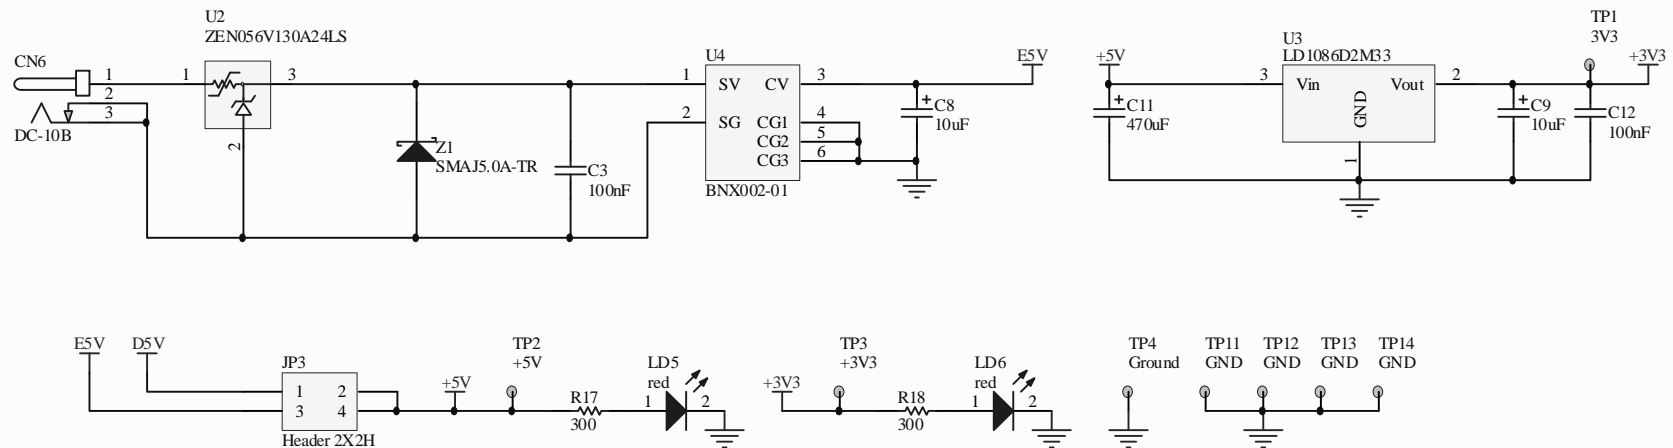 U2
ZEN056V130A24LS
CN6
1
2
3
DC-10B
1
3
2
Z1
SMAJ5.0A-TR
C3
100nF
U4
1
SV
CV
3
2
SG
CG1
4
CG2
5
CG3
6
BNX002-01
E5V
+
C8
10uF
+5V
+
C11
470uF
U3
LD1086D2M33
3
Vin
Vout
2
GND
1
+
C9
10uF
TP1
3V3
C12
100nF
+3V3
E5V
D5V
JP3
1
2
3
4
Header 2X2H
+5V
TP2
+5V
R17
300
LD5
red
1
2
+3V3
TP3
+3V3
R18
300
LD6
red
1
2
TP4
Ground
TP11
GND
TP12
GND
TP13
GND
TP14
GND